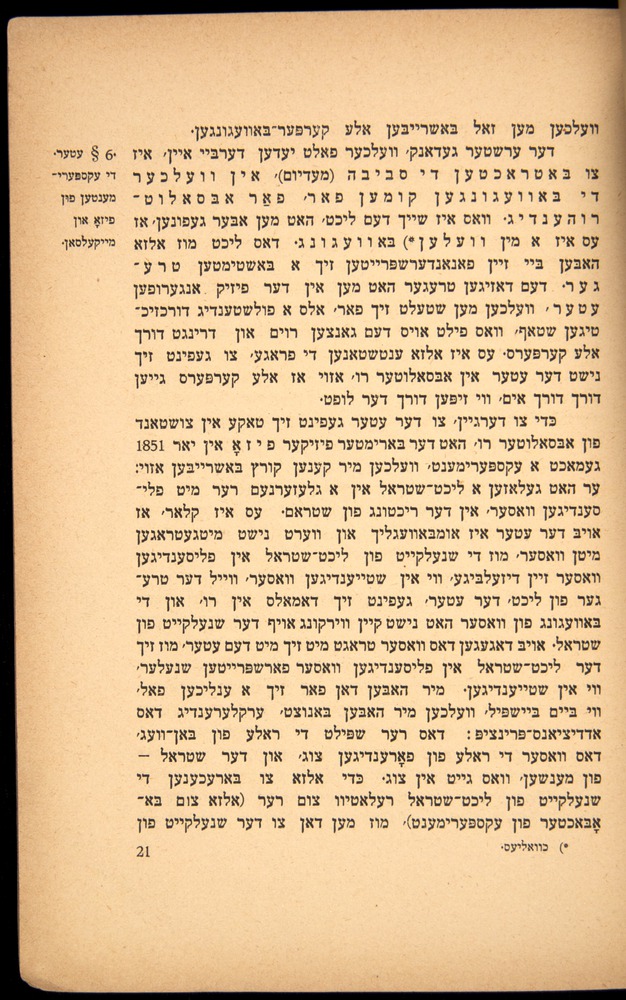 וועלכען מען זאל באשרייבען אלע קערפער־באוועגונגען.
דער ערשטער געדאנק, וועלכער פאלט יעדען דערביי איין, איז
צו באטראכטען די סביבה (מעדיום), אין וועלכער
די באוועגונגען קומען פאר, פאַר אבסאלוט־
רוהענדיג. וואס איז שייך דעם ליכט, האט מען אבער געפונען, אז
עס איז א מין וועלען*) באוועגונג. דאס ליכט מוז אלזא
האבען ביי זיין פאנאנדערשפרייטען זיך א באשטימטען טרע־
גער. דעם דאזיגען טרעגער האט מען אין דער פיזיק אנגערופען
עטער, וועלכען מען שטעלט זיך פאר, אלס א פולשטענדיג דורכזיכ־
טיגען שטאף, וואס פילט אויס דעם גאנצען רוים און דרינגט דורך
אלע קערפערס. עס איז אלזא ענטשטאנען די פראגע, צו געפינט זיך
נישט דער עטער אין אבסאלוטער רו, אזוי אז אלע קערפערס גייען
דורך דורך אים, ווי זיפען דורך דער לופט.
כדי צו דערגיין, צו דער עטער געפינט זיך טאקע אין צושטאנד
פון אבסאלוטער רו, האט דער בארימטער פיזיקער פיזאָ אין יאר 1851
געמאכט א עקספערימענט, וועלכען מיר קענען קורץ באשרייבען אזוי:
ער האט געלאזען א ליכט־שטראל אין א גלעזערנעם רער מיט פלי־
סענדיגען וואסער, אין דער ריכטונג פון שטראם. עס איז קלאר, אז
אויב דער עטער איז אומבאוועגליך און ווערט נישט מיטגעטראגען
מיטן וואסער, מוז די שנעלקייט פון ליכט־שטראל אין פליסענדיגען
וואסער זיין דיזעלביגע, ווי אין שטייענדיגען וואסער, ווייל דער טרע־
גער פון ליכט, דער עטער, געפינט זיך דאמאלס אין רו, און די
באוועגונג פון וואסער האט נישט קיין ווירקונג אויף דער שנעלקייט פון
שטראל. אויב דאגעגען דאס וואסער טראגט מיט זיך מיט דעם עטער, מוז זיך
דער ליכט־שטראל אין פליסענדיגען וואסער פארשפרייטען שנעלער,
ווי אין שטייענדיגען. מיר האבען דאן פאר זיך א ענליכען פאל,
ווי ביים ביישפיל, וועלכען מיר האבען באנוצט, ערקלערענדיג דאס
אדדיציאנס־פרינציפ: דאס רער שפילט די ראלע פון באן־וועג,
דאס וואסער די ראלע פון פאָרענדיגען צוג, און דער שטראל —
פון מענשען, וואס גייט אין צוג. כדי אלזא צו בארעכענען די
שנעלקייט פון ליכט־שטראל רעלאטיוו צום רער (אלזא צום בא־
אָבאכטער פון עקספערימענט), מוז מען דאן צו דער שנעלקייט פון
*) כוואליעס.
21
§ 6. עטער.
די עקספערי־
מענטען פון
פיזאָ און
מייקעלסאן.